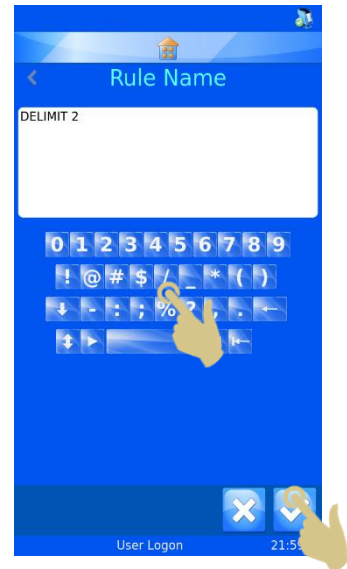 Rule Name
DELIMIT 2
0 1 2 3 4 5 6 7 8 9
! @ # $ / _ * ( )
- : ; % ? , .
User Logon
21:5